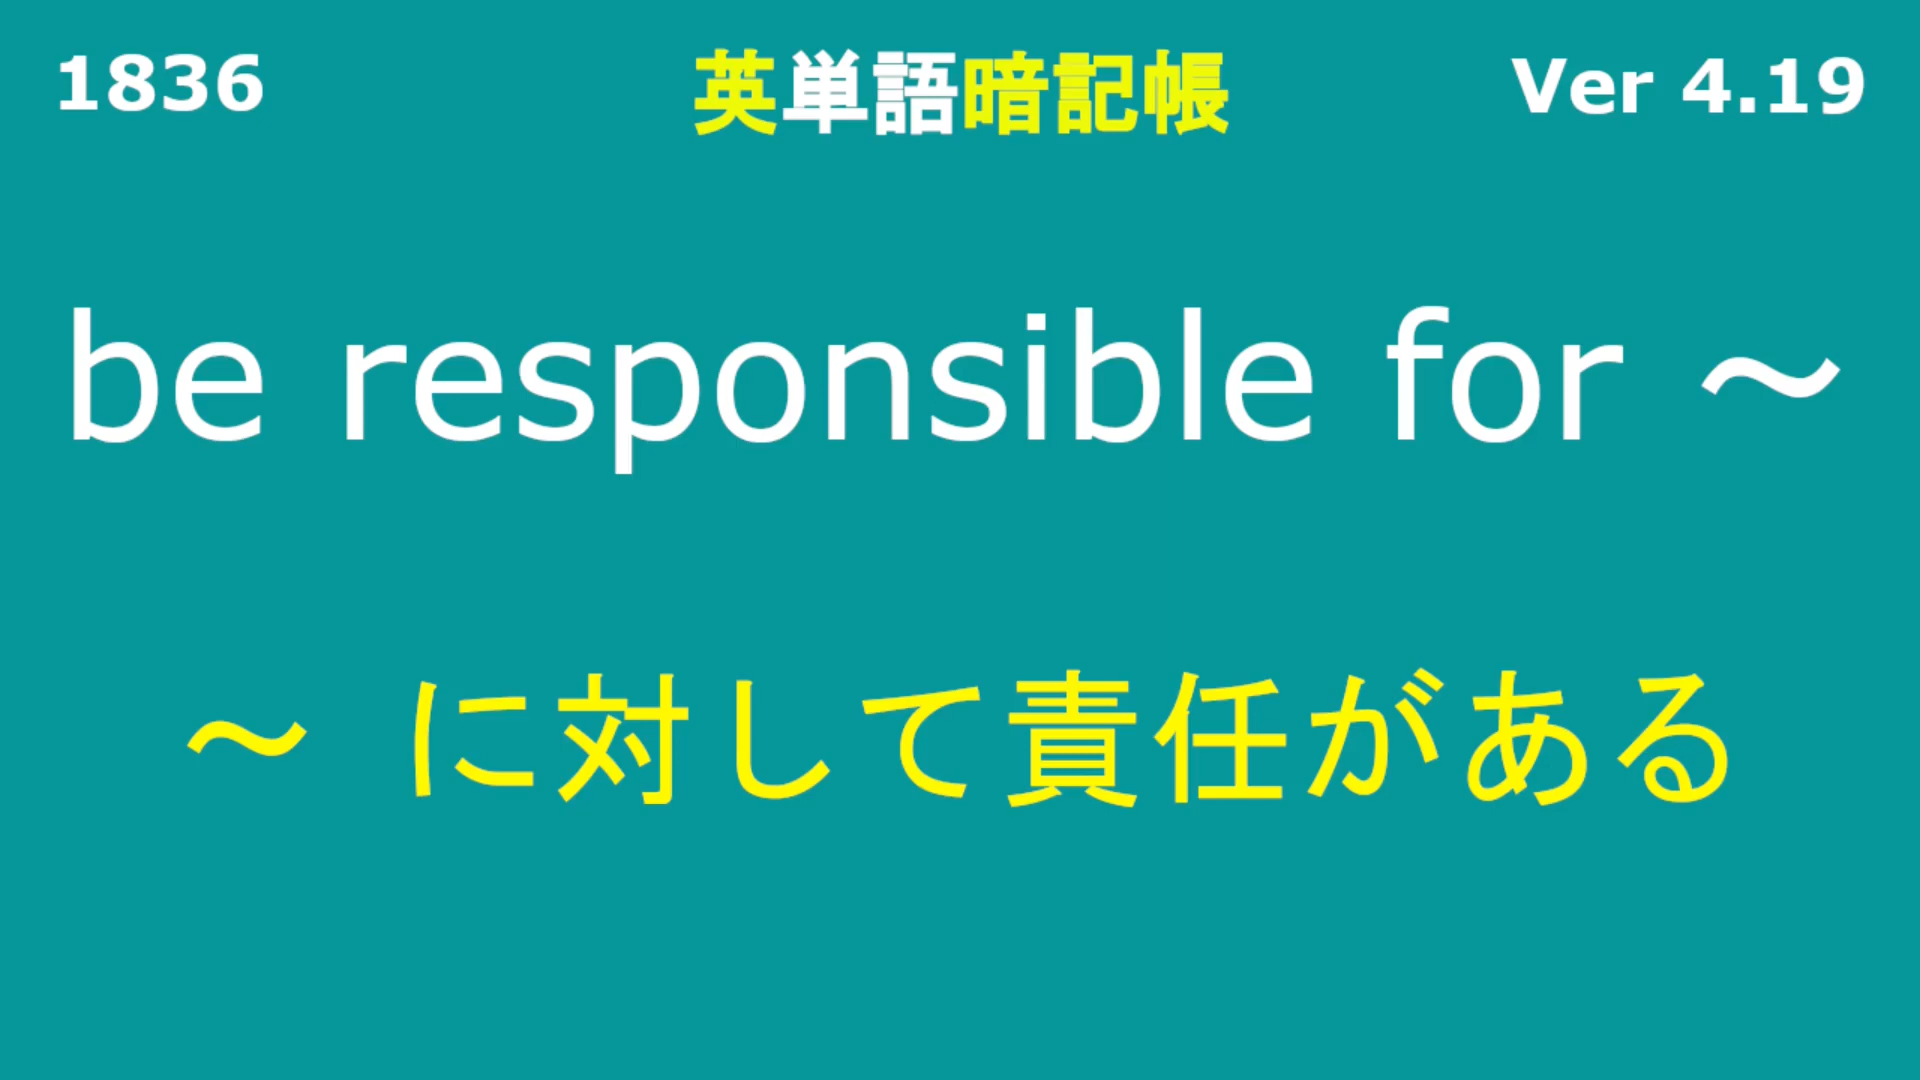 1836 英単語暗記帳 Ver 4.19
be responsible for ～
～ に対して責任がある